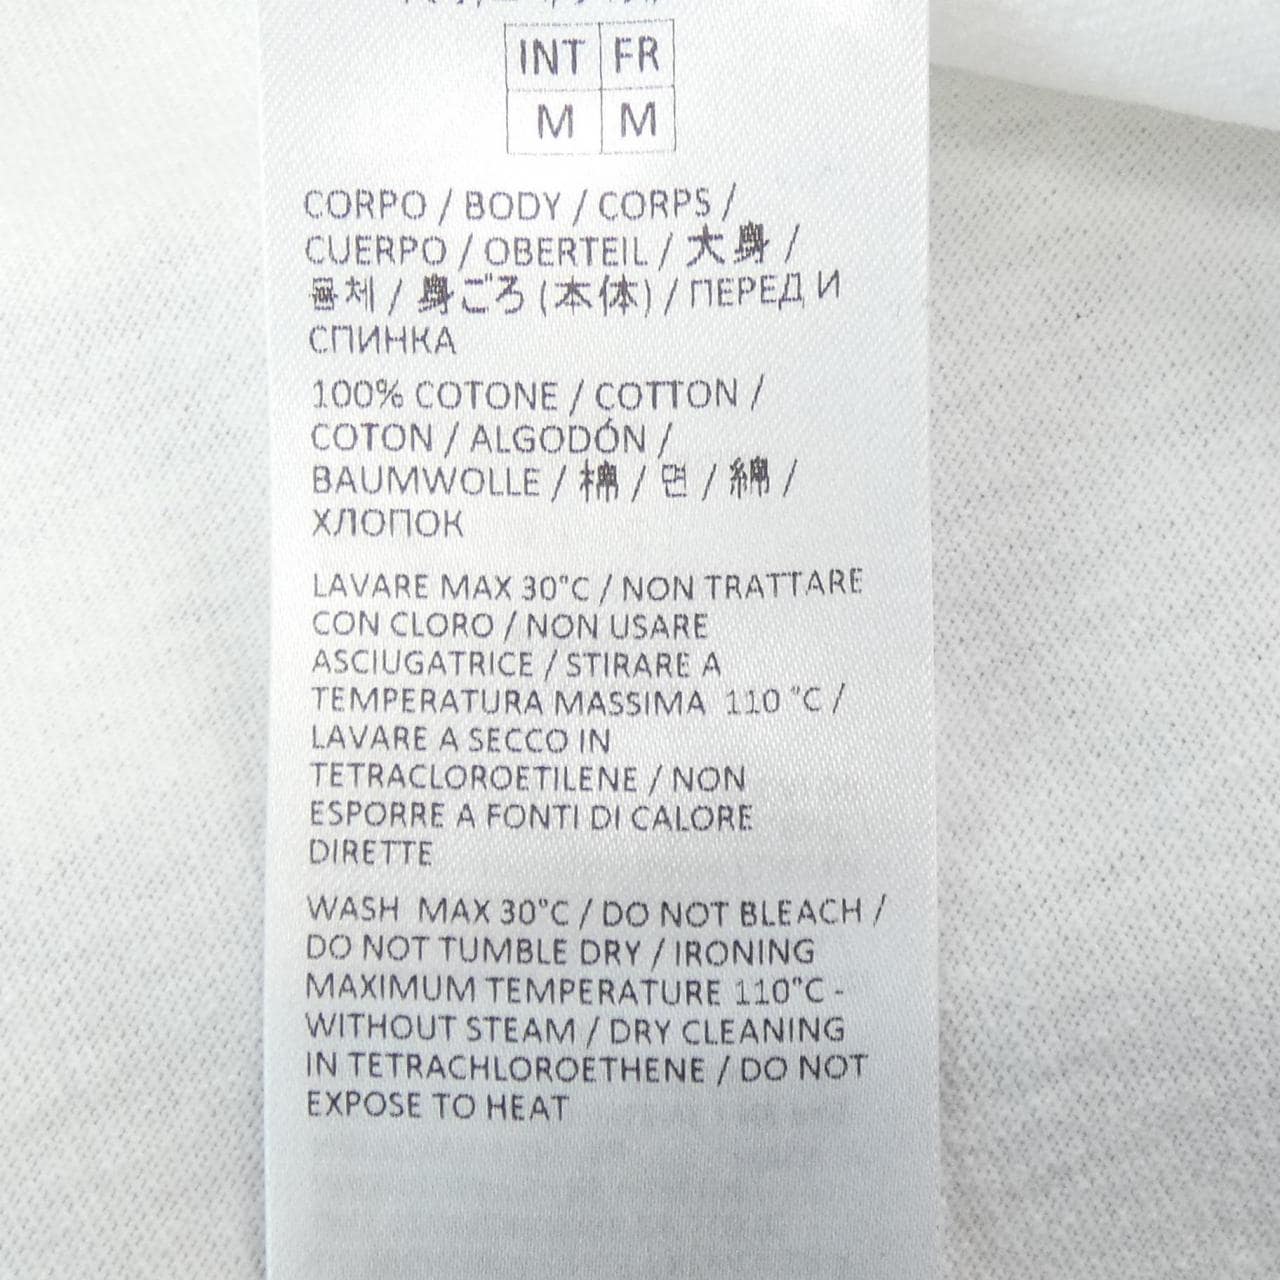 INT FR
M M
CORPO / BODY / CORPS /
CUERPO / OBERTEIL / 大身 /
몸체 / 身ごろ (本体) / ПЕРЕД И
СПИНКА
100% COTONE / COTTON /
COTON / ALGODÓN /
BAUMWOLLE / 棉 / 면 / 綿 /
ХЛОПОК
LAVARE MAX 30°C / NON TRATTARE
CON CLORO / NON USARE
ASCIUGATRICE / STIRARE A
TEMPERATURA MASSIMA 110 °C /
LAVARE A SECCO IN
TETRACLOROETILENE / NON
ESPORRE A FONTI DI CALORE
DIRETTE
WASH MAX 30°C / DO NOT BLEACH /
DO NOT TUMBLE DRY / IRONING
MAXIMUM TEMPERATURE 110°C -
WITHOUT STEAM / DRY CLEANING
IN TETRACHLOROETHENE / DO NOT
EXPOSE TO HEAT